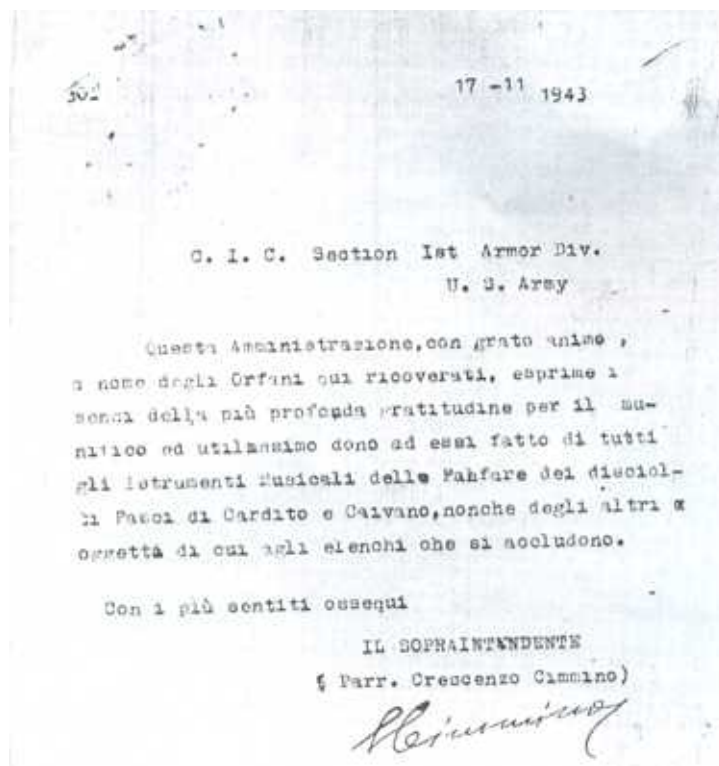 302
17 -11 1943
C. I. C. Section Ist Armor Div.
U. S. Army
Questa Amministrazione,con grato animo ,
a nome degli Orfani qui ricoverati, esprime i
sensi della più profonda gratitudine per il mu-
nifico ed utilissimo dono ad essi fatto di tutti
gli Istrumenti Musicali delle Fahfare dei disciol-
ti Fasci di Cardito e Caivano,nonche degli altri
oggetti di cui agli elenchi che si accludono.
Con i più sentiti ossequi
IL SOPRAINTENDENTE
( Parr. Crescenzo Cimmino)
CCimmino